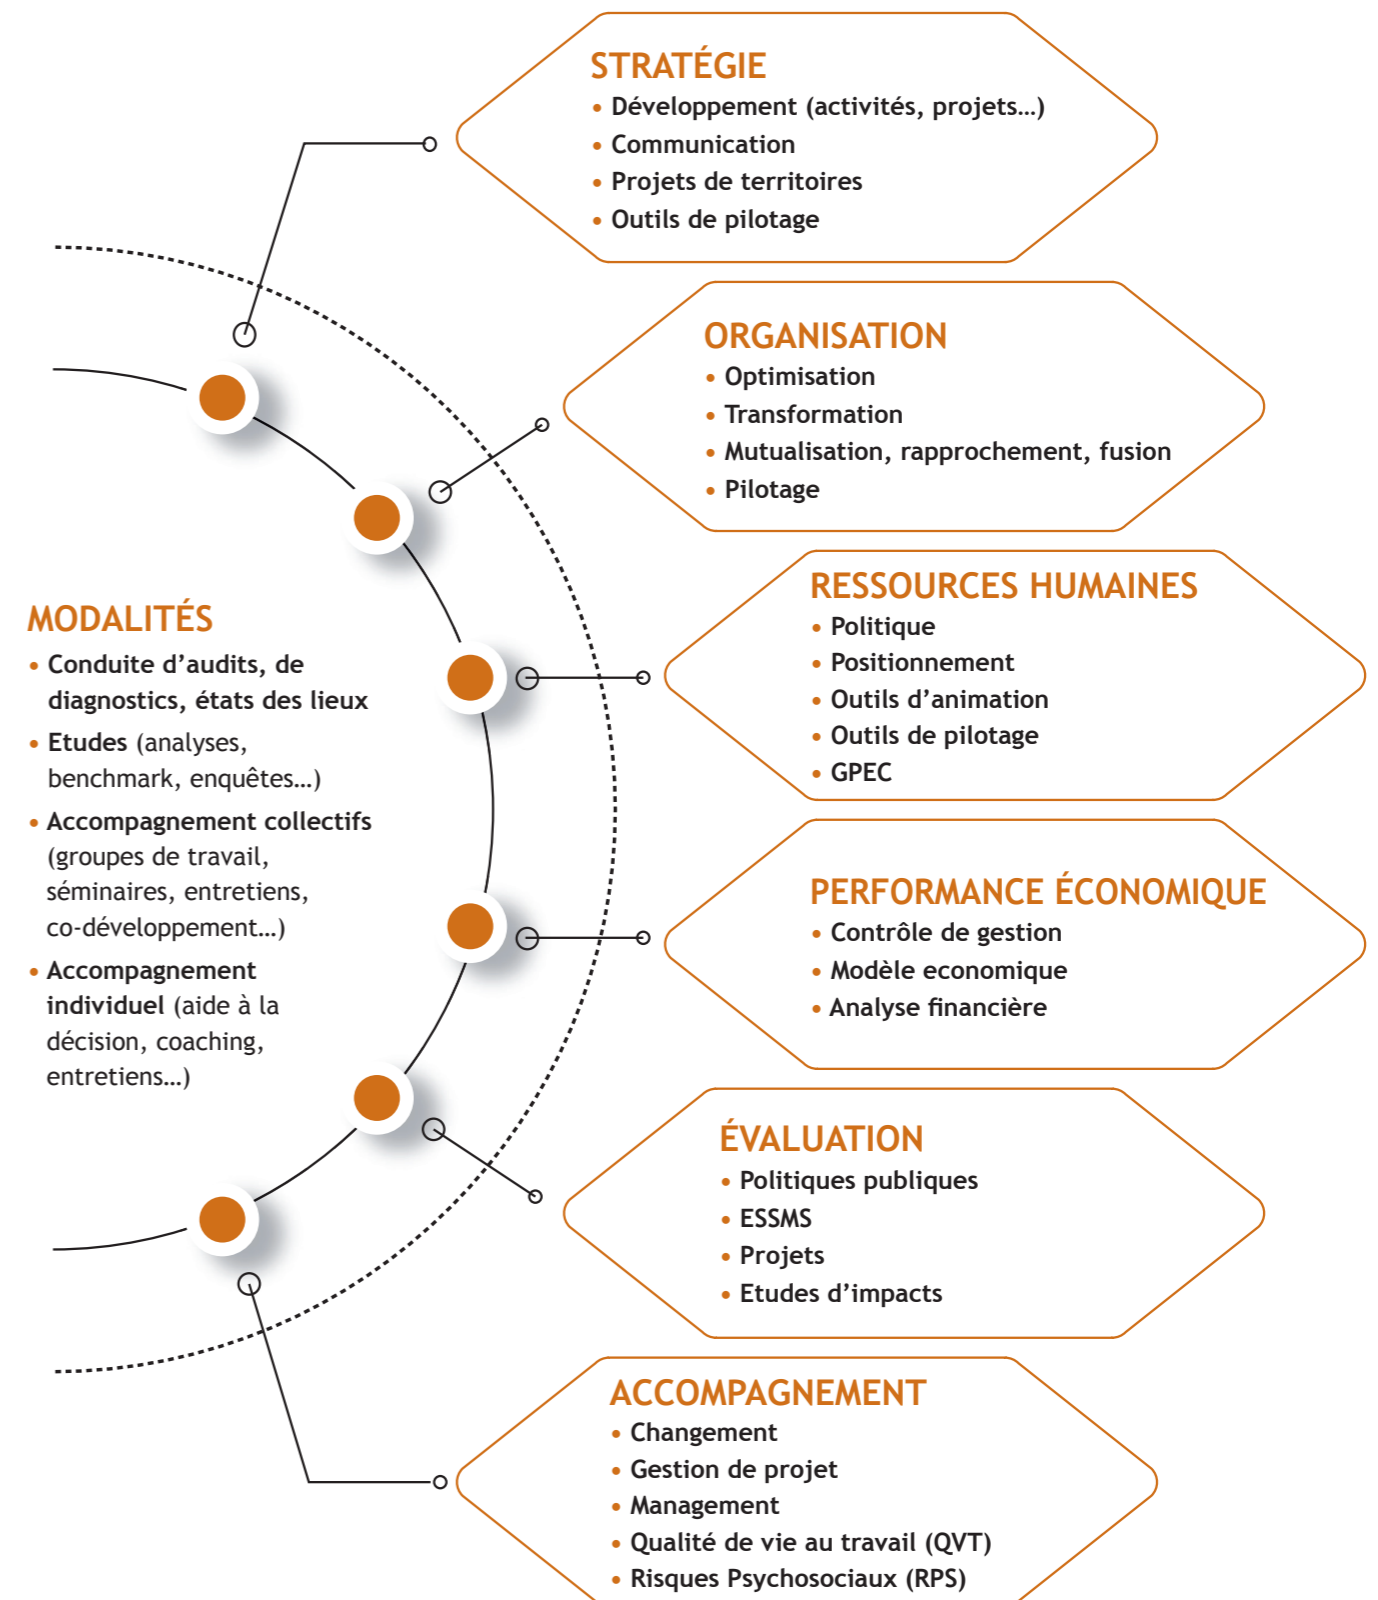 STRATÉGIE
• Développement (activités, projets…)
• Communication
• Projets de territoires
• Outils de pilotage
ORGANISATION
• Optimisation
• Transformation
• Mutualisation, rapprochement, fusion
• Pilotage
RESSOURCES HUMAINES
• Politique
• Positionnement
• Outils d’animation
• Outils de pilotage
• GPEC
MODALITÉS
• Conduite d’audits, de
diagnostics, états des lieux
• Etudes (analyses,
benchmark, enquêtes…)
• Accompagnement collectifs
(groupes de travail,
séminaires, entretiens,
co-développement…)
• Accompagnement
individuel (aide à la
décision, coaching,
entretiens…)
PERFORMANCE ÉCONOMIQUE
• Contrôle de gestion
• Modèle economique
• Analyse financière
ÉVALUATION
• Politiques publiques
• ESSMS
• Projets
• Etudes d’impacts
ACCOMPAGNEMENT
• Changement
• Gestion de projet
• Management
• Qualité de vie au travail (QVT)
• Risques Psychosociaux (RPS)